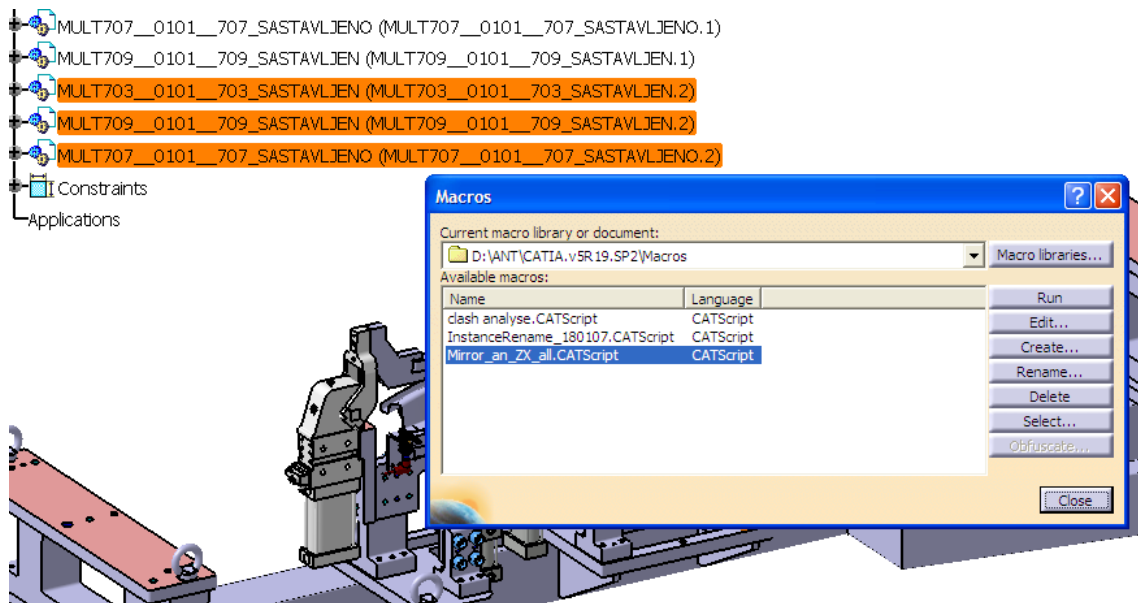 MULT707__0101__707_SASTAVLJENO (MULT707__0101__707_SASTAVLJENO.1)
MULT709__0101__709_SASTAVLJEN (MULT709__0101__709_SASTAVLJEN.1)
MULT703__0101__703_SASTAVLJEN (MULT703__0101__703_SASTAVLJEN.2)
MULT709__0101__709_SASTAVLJEN (MULT709__0101__709_SASTAVLJEN.2)
MULT707__0101__707_SASTAVLJENO (MULT707__0101__707_SASTAVLJENO.2)
Constraints
Applications
Macros
Current macro library or document:
D:\ANT\CATIA.v5R19.SP2\Macros Macro libraries...
Available macros:
Name Language Run
clash analyse.CATScript CATScript
Edit...
InstanceRename_180107.CATScript CATScript
Create...
Mirror_an_ZX_all.CATScript CATScript
Rename...
Delete
Select...
Obfuscate...
Close